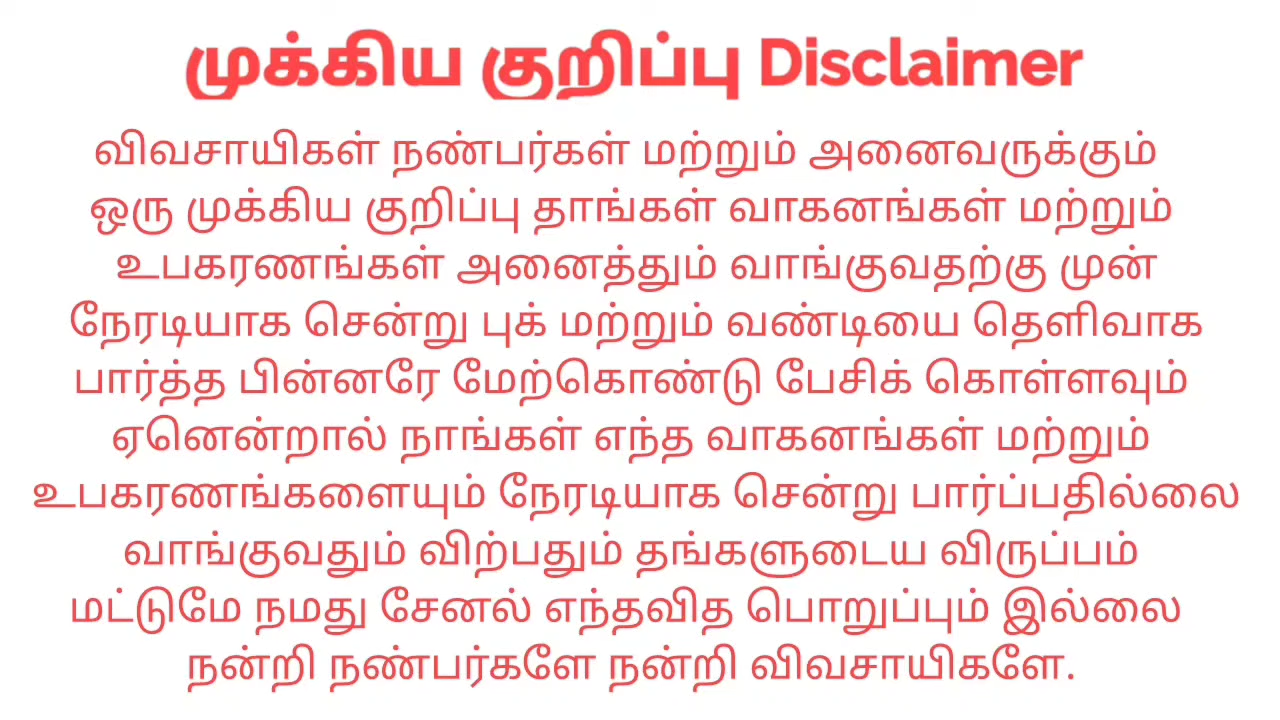 முக்கிய குறிப்பு Disclaimer
விவசாயிகள் நண்பர்கள் மற்றும் அனைவருக்கும்
ஒரு முக்கிய குறிப்பு தாங்கள் வாகனங்கள் மற்றும்
உபகரணங்கள் அனைத்தும் வாங்குவதற்கு முன்
நேரடியாக சென்று புக் மற்றும் வண்டியை தெளிவாக
பார்த்த பின்னரே மேற்கொண்டு பேசிக் கொள்ளவும்
ஏனென்றால் நாங்கள் எந்த வாகனங்கள் மற்றும்
உபகரணங்களையும் நேரடியாக சென்று பார்ப்பதில்லை
வாங்குவதும் விற்பதும் தங்களுடைய விருப்பம்
மட்டுமே நமது சேனல் எந்தவித பொறுப்பும் இல்லை
நன்றி நண்பர்களே நன்றி விவசாயிகளே.